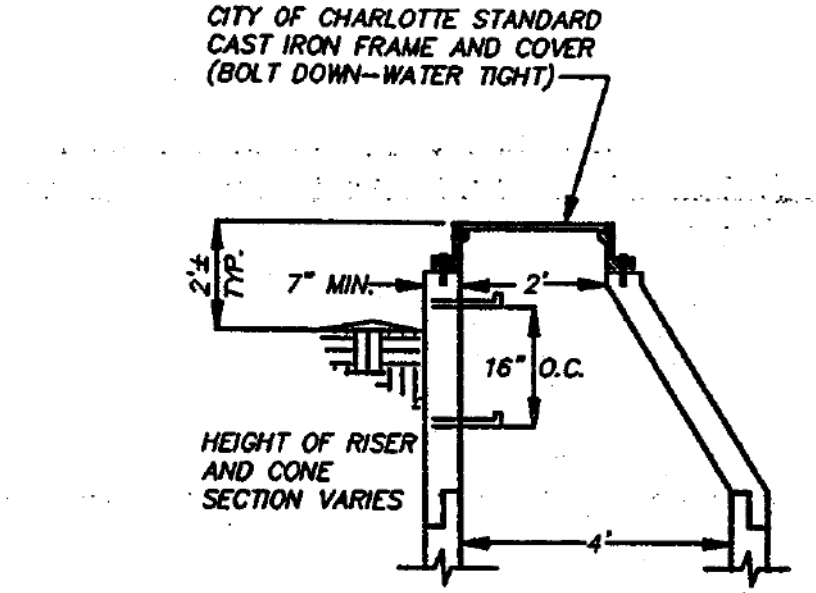 CITY OF CHARLOTTE STANDARD
CAST IRON FRAME AND COVER
(BOLT DOWN-WATER TIGHT)
2'±
TYP.
7" MIN.
2'
16" O.C.
HEIGHT OF RISER
AND CONE
SECTION VARIES
4'